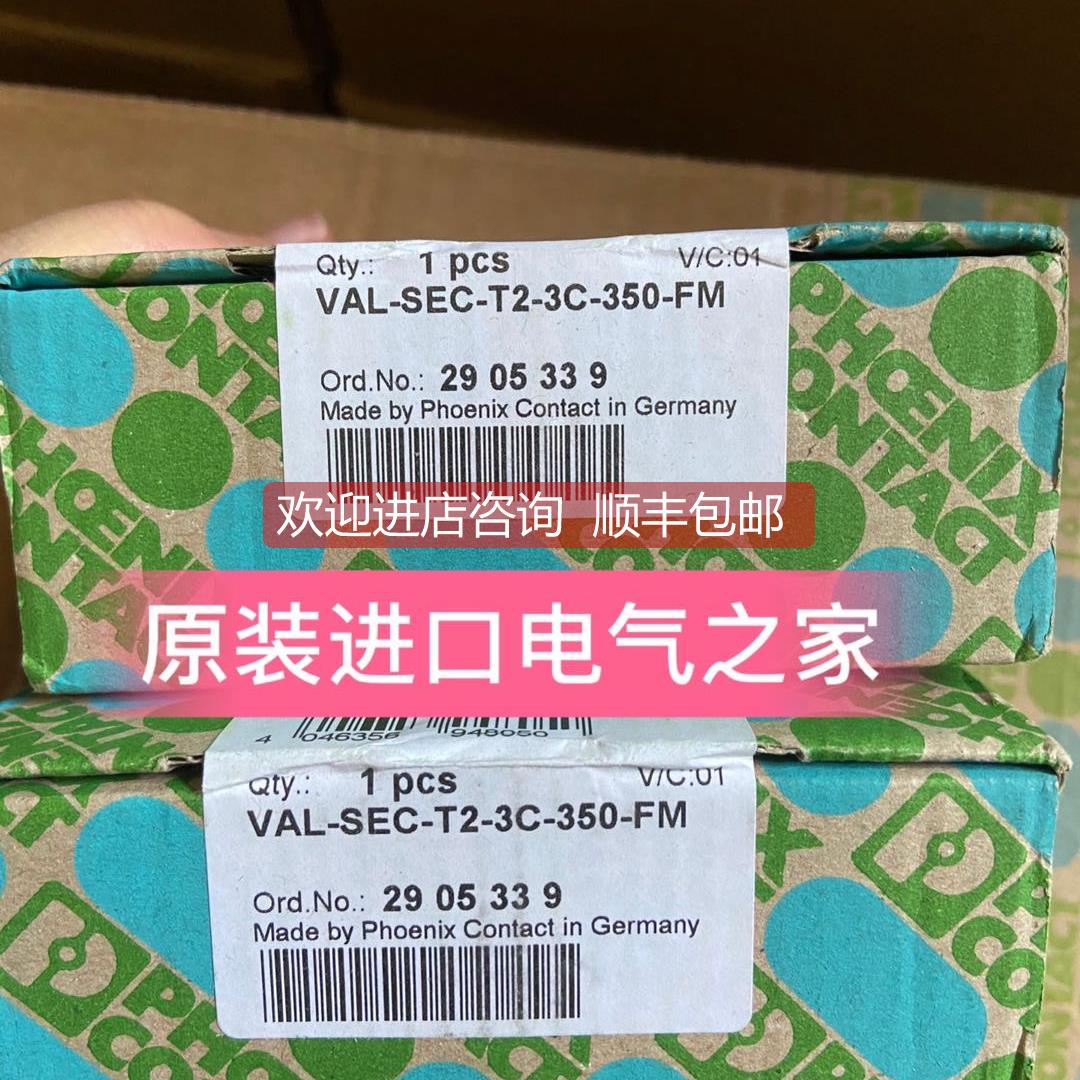 Qty.: 1 pcs V/C:01
VAL-SEC-T2-3C-350-FM
Ord.No.: 29 05 33 9
Made by Phoenix Contact in Germany
PHOENIX
CONTACT
欢迎进店咨询 顺丰包邮
原装进口电气之家
4 046356 948050
Qty.: 1 pcs V/C:01
VAL-SEC-T2-3C-350-FM
Ord.No.: 29 05 33 9
Made by Phoenix Contact in Germany